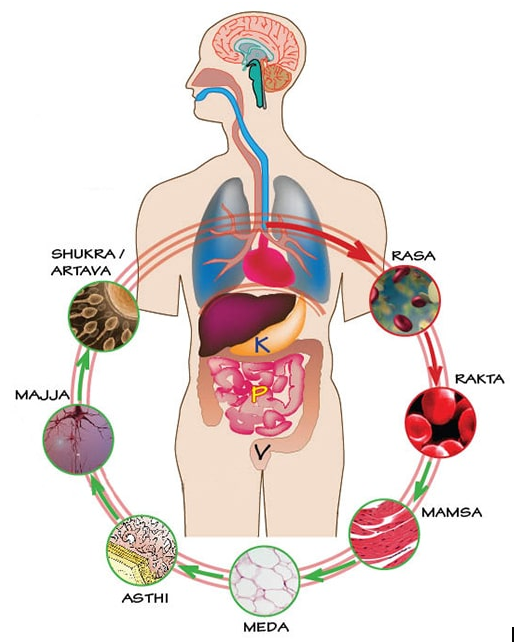 SHUKRA /
ARTAVA
RASA
K
RAKTA
MAJJA
P
V
MAMSA
ASTHI
MEDA